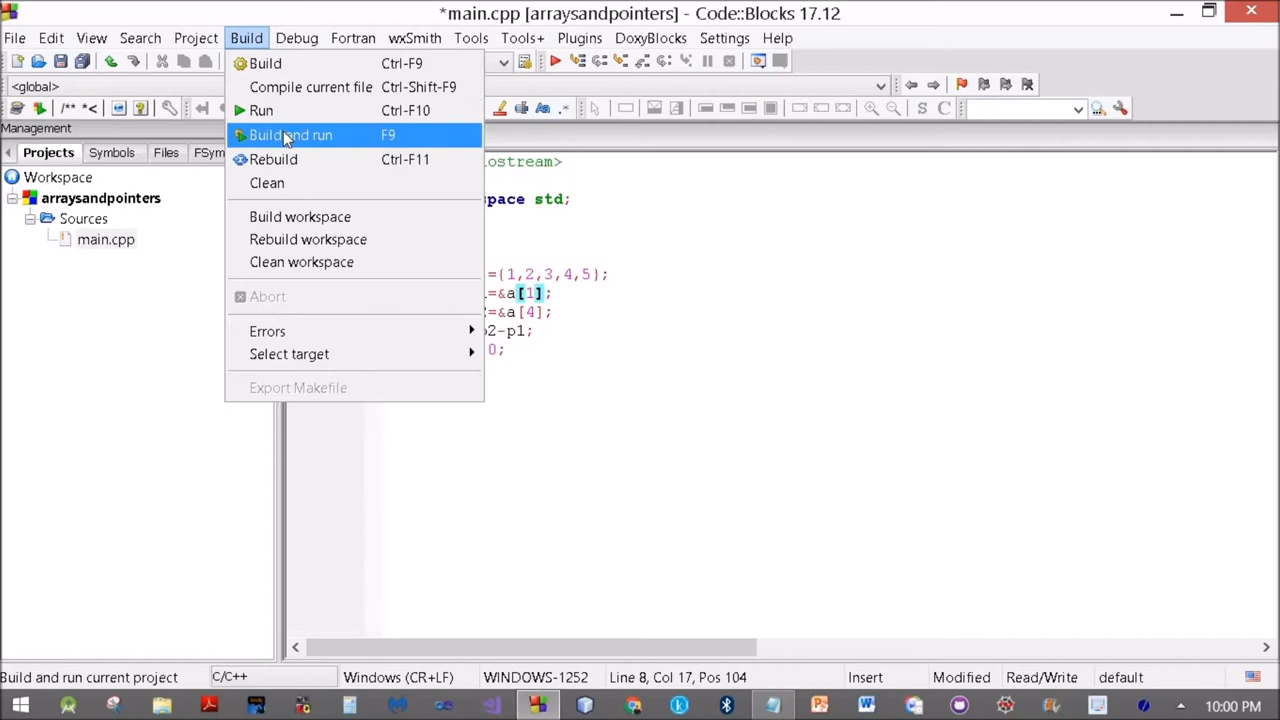 *main.cpp [arraysandpointers] - Code::Blocks 17.12
File Edit View Search Project Build Debug Fortran wxSmith Tools Tools+ Plugins DoxyBlocks Settings Help
Build Ctrl-F9
<global>
Compile current file Ctrl-Shift-F9
/** *<
Run Ctrl-F10
Management
Build and run F9
Projects Symbols Files FSym
Rebuild Ctrl-F11
ostream>
Workspace
Clean
arraysandpointers
space std;
Sources
Build workspace
main.cpp
Rebuild workspace
Clean workspace
={1,2,3,4,5};
=&a[1];
Abort
2=&a[4];
Errors
2-p1;
Select target
0;
Export Makefile
Build and run current project C/C++ Windows (CR+LF) WINDOWS-1252 Line 8, Col 17, Pos 104 Insert Modified Read/Write default
10:00 PM